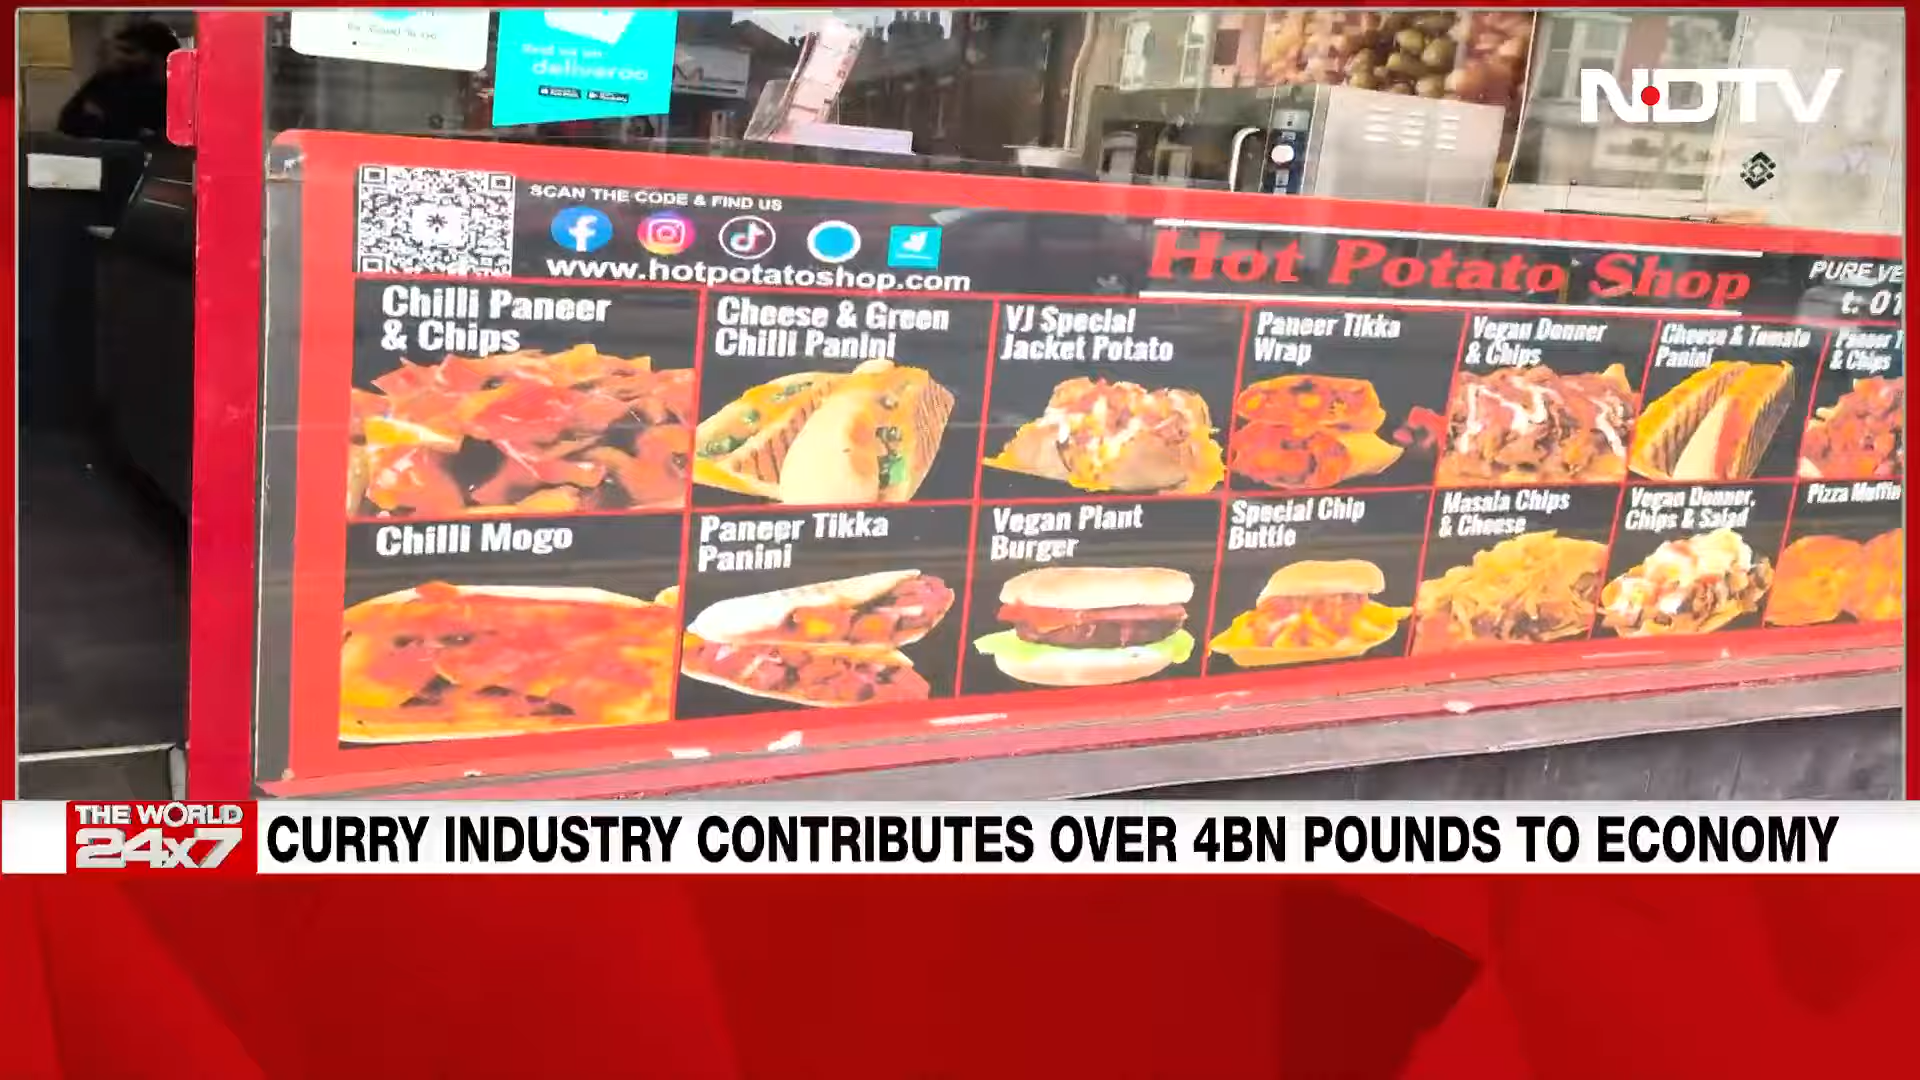 deliveroo
NDTV
SCAN THE CODE & FIND US
www.hotpotatoshop.com
Hot Potato Shop
PURE VE
t: 01
Chilli Paneer
& Chips
Cheese & Green
Chilli Panini
VJ Special
Jacket Potato
Paneer Tikka
Wrap
Vegan Donner
& Chips
Cheese & Tomato
Panini
Paneer T
& Chips
Chilli Mogo
Paneer Tikka
Panini
Vegan Plant
Burger
Special Chip
Buttie
Masala Chips
& Cheese
Vegan Donner,
Chips & Salad
Pizza Muffin
THE WORLD
24x7
CURRY INDUSTRY CONTRIBUTES OVER 4BN POUNDS TO ECONOMY